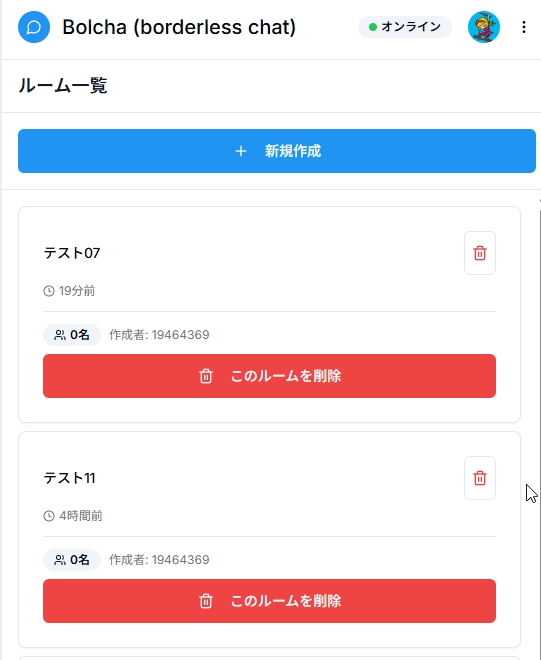 Bolcha (borderless chat)
オンライン
ルーム一覧
新規作成
テスト07
19分前
0名 作成者: 19464369
このルームを削除
テスト11
4時間前
0名 作成者: 19464369
このルームを削除